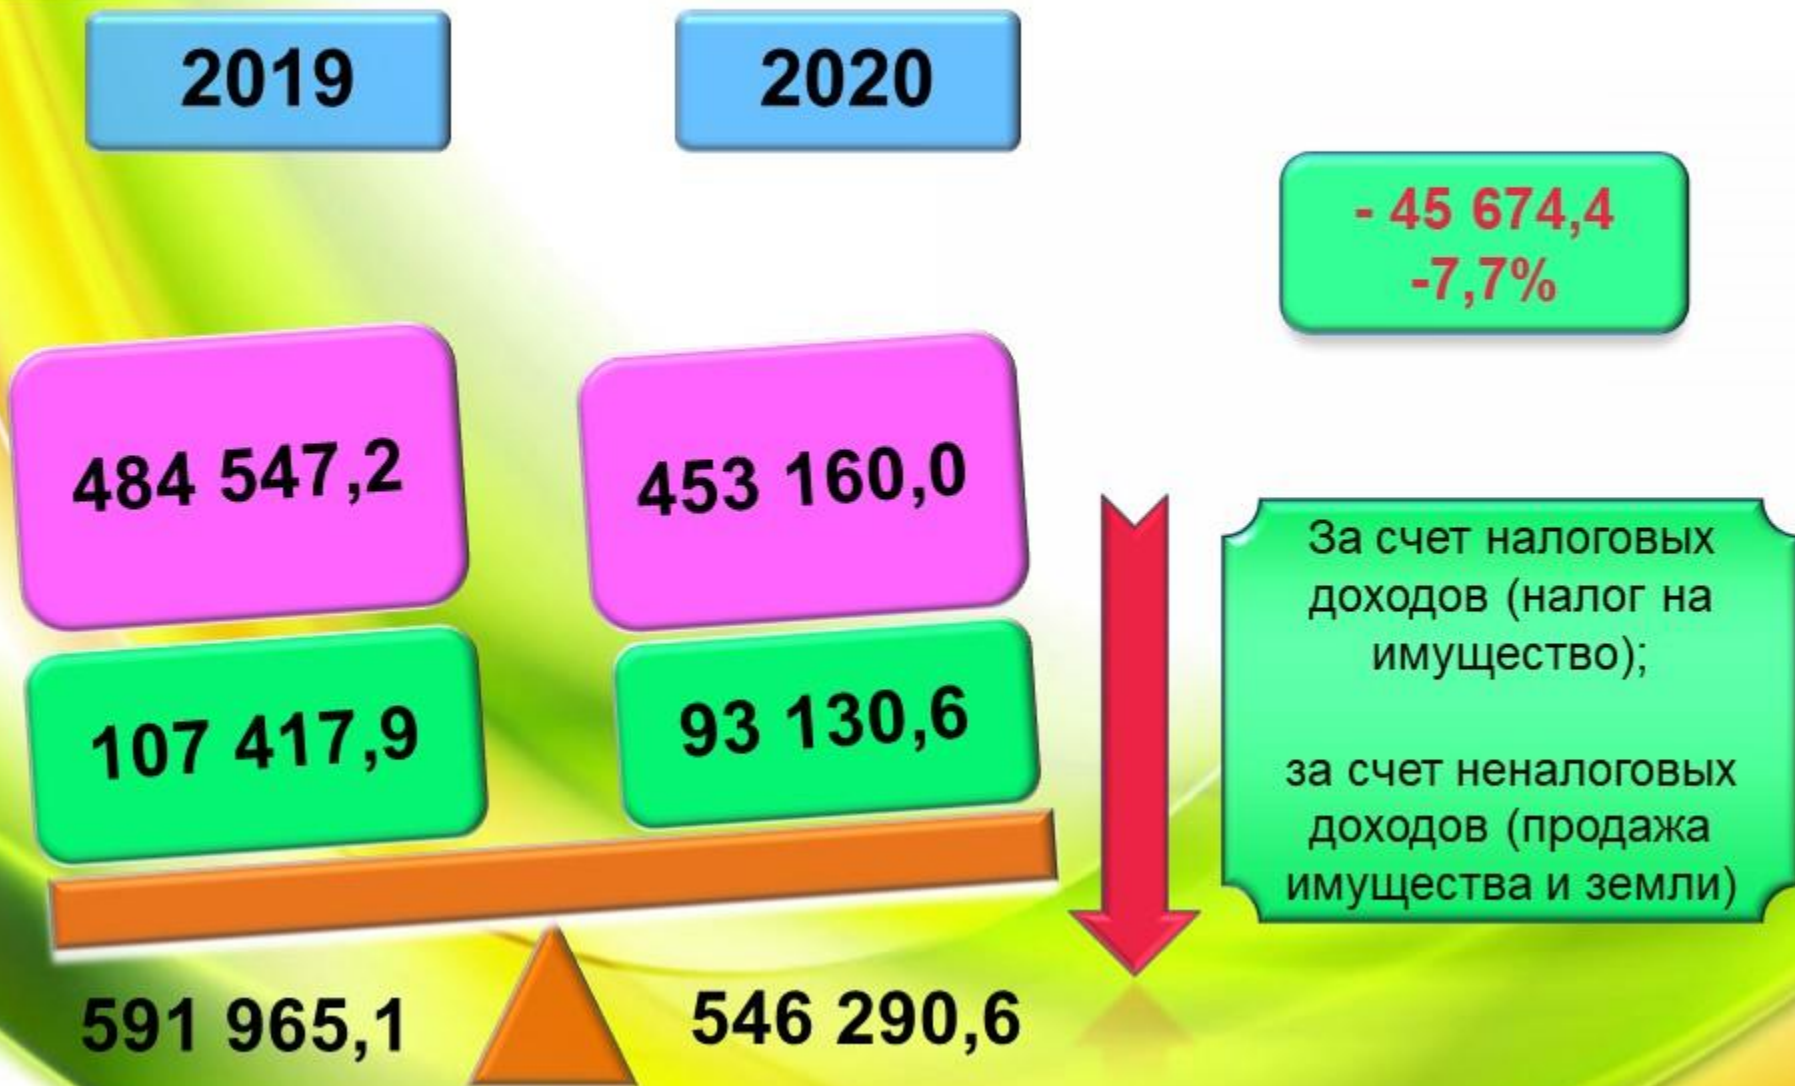 2019
2020
- 45 674,4
-7,7%
484 547,2
453 160,0
107 417,9
93 130,6
За счет налоговых
доходов (налог на
имущество);
за счет неналоговых
доходов (продажа
имущества и земли)
591 965,1
546 290,6